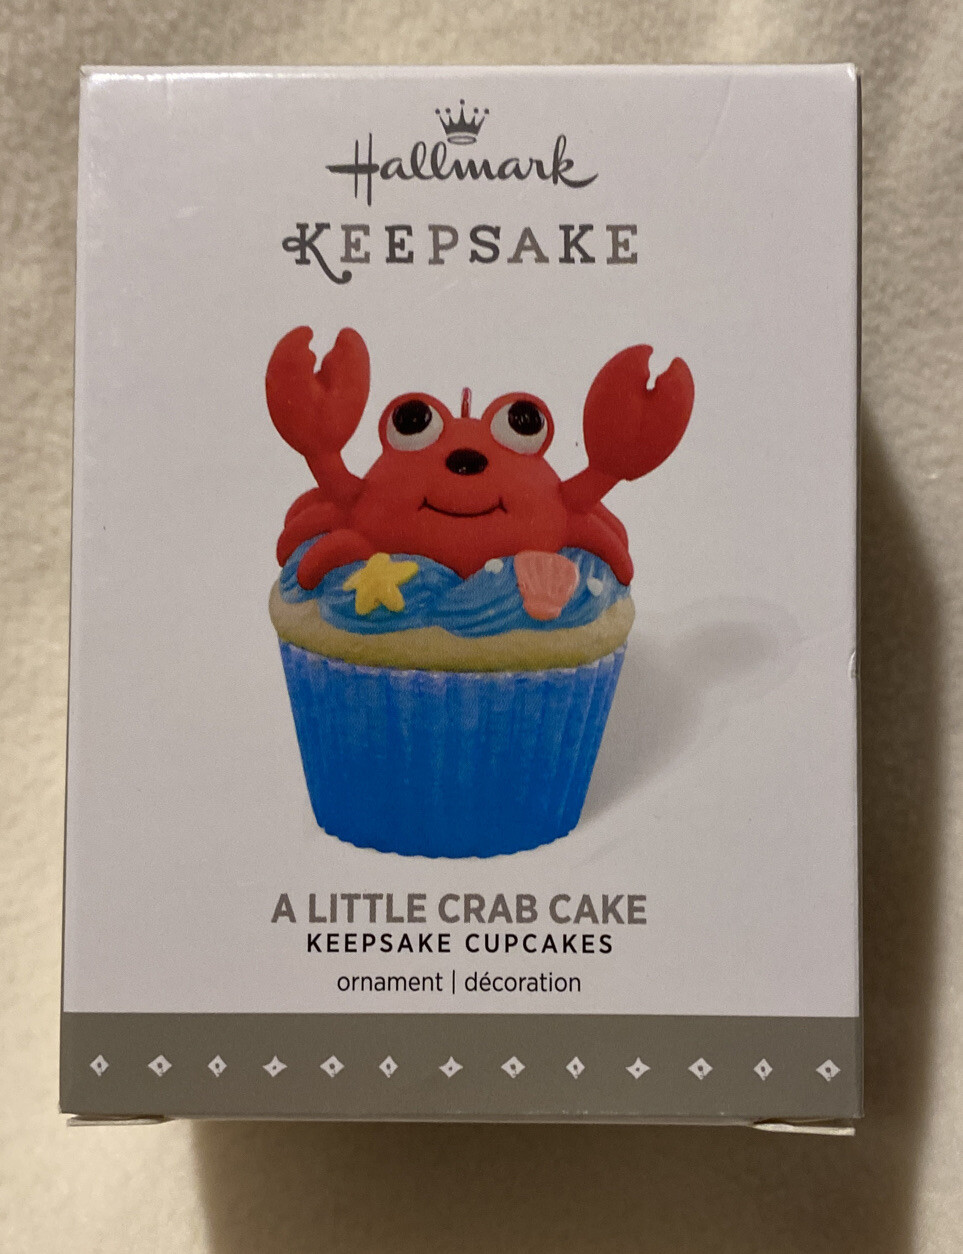 Hallmark
KEEPSAKE
A LITTLE CRAB CAKE
KEEPSAKE CUPCAKES
ornament | décoration